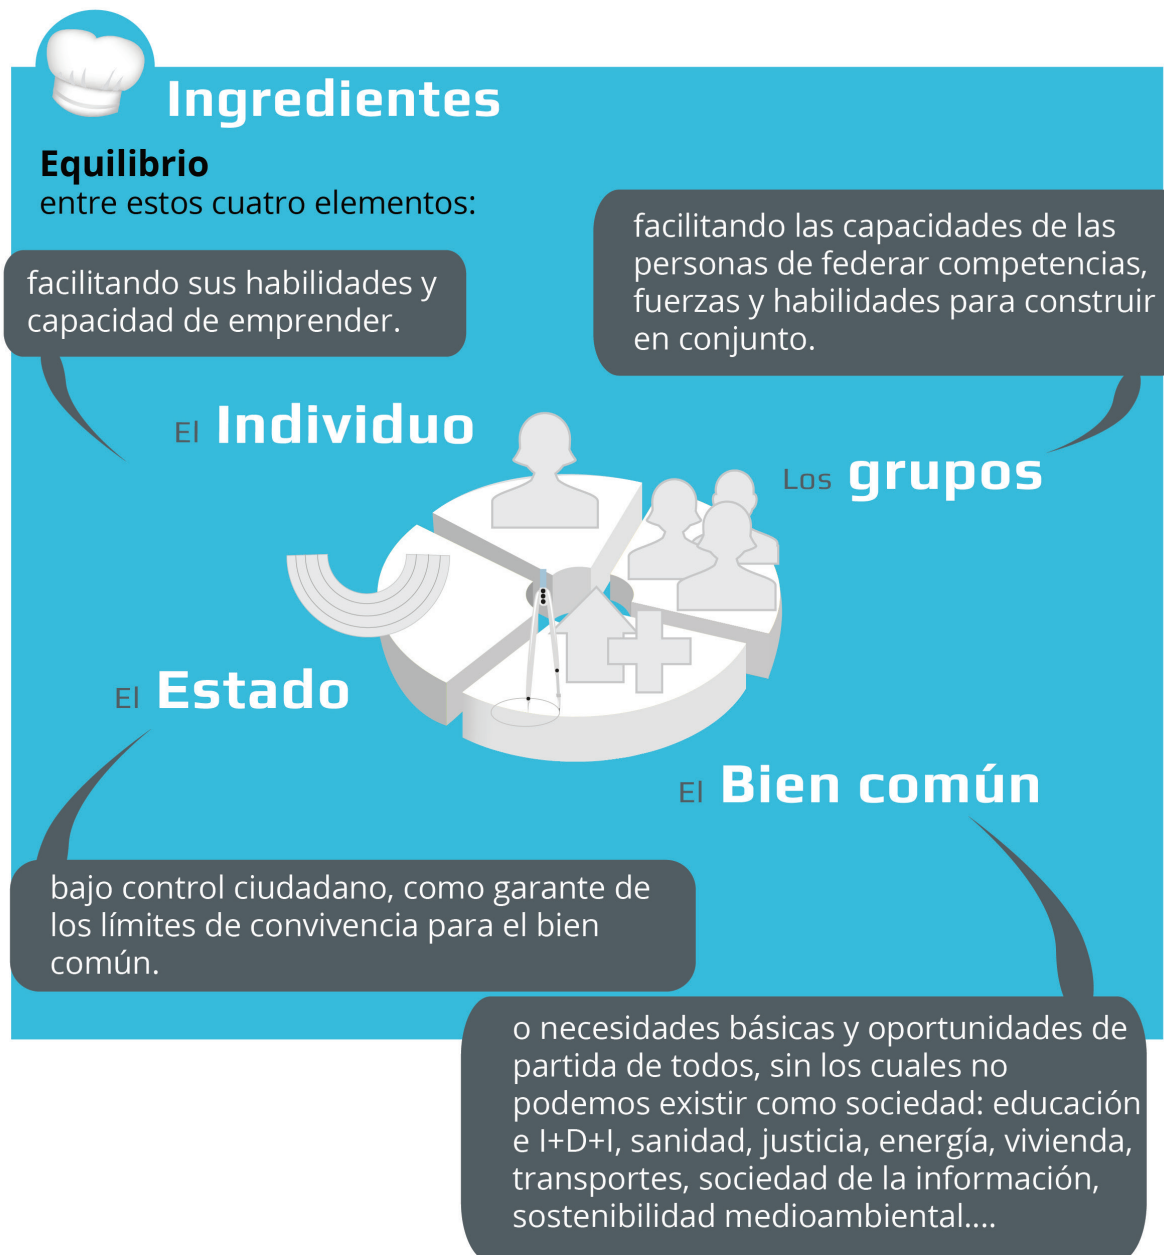 Ingredientes
Equilibrio
entre estos cuatro elementos:
facilitando sus habilidades y
capacidad de emprender.
El Individuo
facilitando las capacidades de las
personas de federar competencias,
fuerzas y habilidades para construir
en conjunto.
Los grupos
El Estado
bajo control ciudadano, como garante de
los límites de convivencia para el bien
común.
El Bien común
o necesidades básicas y oportunidades de
partida de todos, sin los cuales no
podemos existir como sociedad: educación
e I+D+I, sanidad, justicia, energía, vivienda,
transportes, sociedad de la información,
sostenibilidad medioambiental....